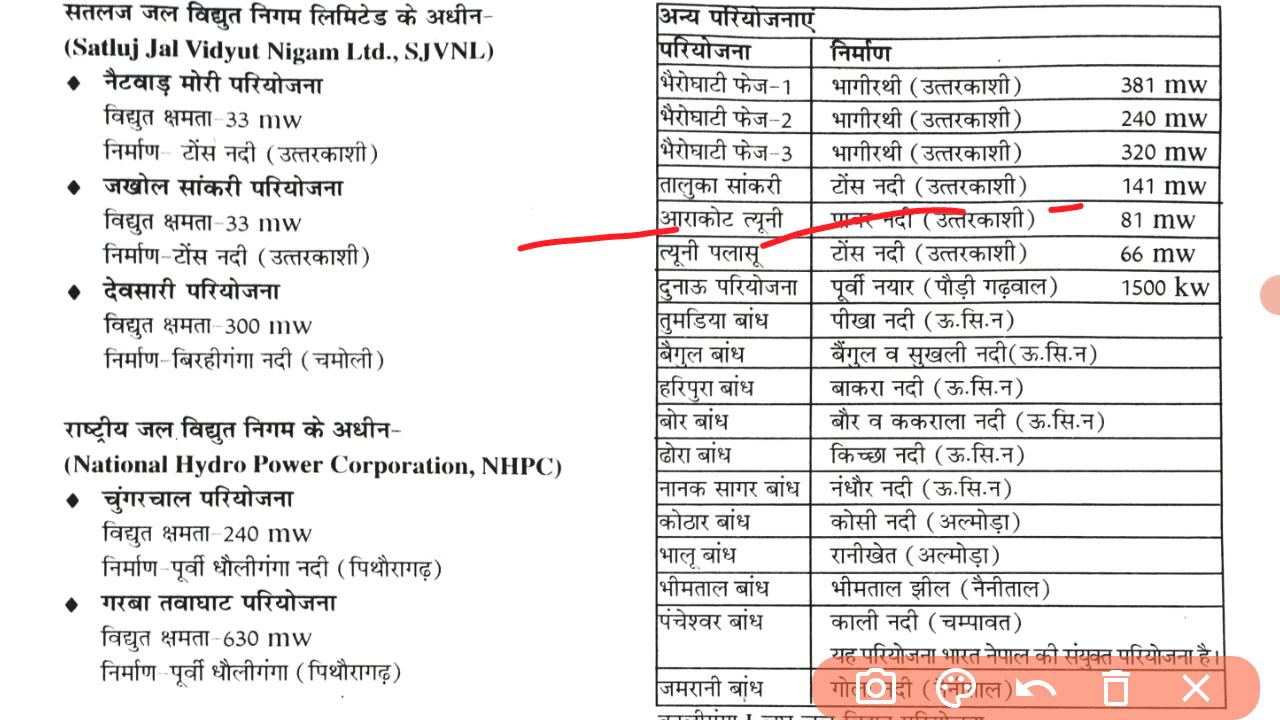 सतलज जल विद्युत निगम लिमिटेड के अधीन-
(Satluj Jal Vidyut Nigam Ltd., SJVNL)
♦ नैटवाड़ मोरी परियोजना
विद्युत क्षमता-33 mw
निर्माण- टोंस नदी (उत्तरकाशी)
♦ जखोल सांकरी परियोजना
विद्युत क्षमता-33 mw
निर्माण-टोंस नदी (उत्तरकाशी)
♦ देवसारी परियोजना
विद्युत क्षमता-300 mw
निर्माण-बिरहीगंगा नदी (चमोली)
राष्ट्रीय जल विद्युत निगम के अधीन-
(National Hydro Power Corporation, NHPC)
♦ चुंगरचाल परियोजना
विद्युत क्षमता-240 mw
निर्माण-पूर्वी धौलीगंगा नदी (पिथौरागढ़)
♦ गरबा तवाघाट परियोजना
विद्युत क्षमता-630 mw
निर्माण-पूर्वी धौलीगंगा (पिथौरागढ़)
अन्य परियोजनाएं
परियोजना निर्माण
भैरोघाटी फेज-1 भागीरथी (उत्तरकाशी) 381 mw
भैरोघाटी फेज-2 भागीरथी (उत्तरकाशी) 240 mw
भैरोघाटी फेज-3 भागीरथी (उत्तरकाशी) 320 mw
तालुका सांकरी टोंस नदी (उत्तरकाशी) 141 mw
आराकोट त्यूनी पावर नदी (उत्तरकाशी) 81 mw
त्यूनी पलासू टोंस नदी (उत्तरकाशी) 66 mw
दुनाऊ परियोजना पूर्वी नयार (पौड़ी गढ़वाल) 1500 kw
तुमडिया बांध पीखा नदी (ऊ.सि.न)
बैगुल बांध बैंगुल व सुखली नदी(ऊ.सि.न)
हरिपुरा बांध बाकरा नदी (ऊ.सि.न)
बोर बांध बौर व ककराला नदी (ऊ.सि.न)
ढोरा बांध किच्छा नदी (ऊ.सि.न)
नानक सागर बांध नंधौर नदी (ऊ.सि.न)
कोठार बांध कोसी नदी (अल्मोड़ा)
भालू बांध रानीखेत (अल्मोड़ा)
भीमताल बांध भीमताल झील (नैनीताल)
पंचेश्वर बांध काली नदी (चम्पावत)
यह परियोजना भारत नेपाल की संयुक्त परियोजना है।
जमरानी बांध नदी (नैनीताल)